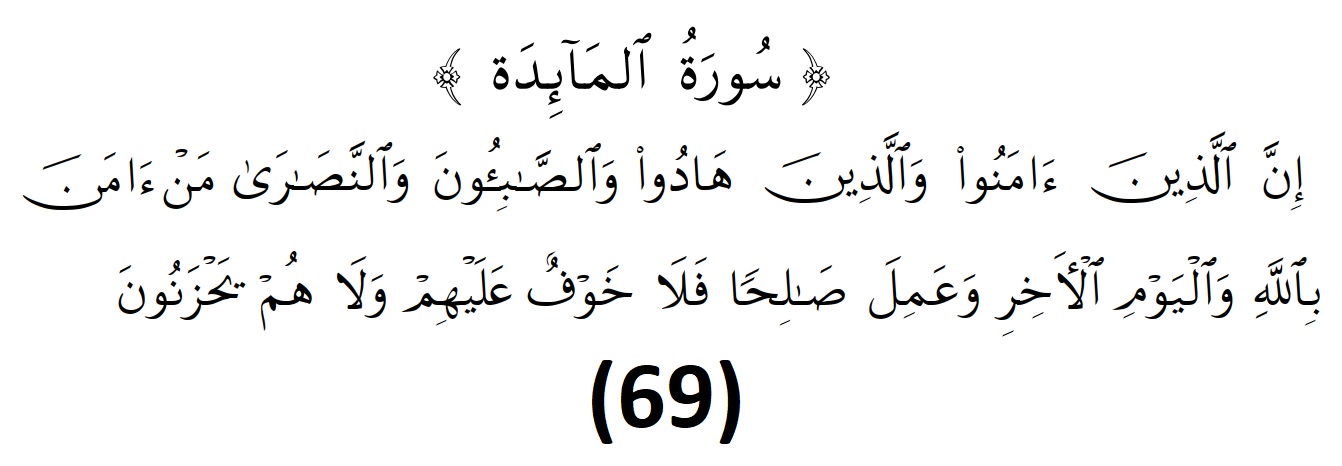 ﴿ سُورَةُ ٱلمَآئِدَة ﴾
إِنَّ ٱلَّذِينَ ءَامَنُواْ وَٱلَّذِينَ هَادُواْ وَٱلصَّـٰبِـُٔونَ وَٱلنَّصَـٰرَىٰ مَنْ ءَامَنَ
بِٱللَّهِ وَٱلْيَوْمِ ٱلْأَخِرِ وَعَمِلَ صَـٰلِحًا فَلَا خَوْفٌ عَلَيْهِمْ وَلَا هُمْ يَحْزَنُونَ
(69)